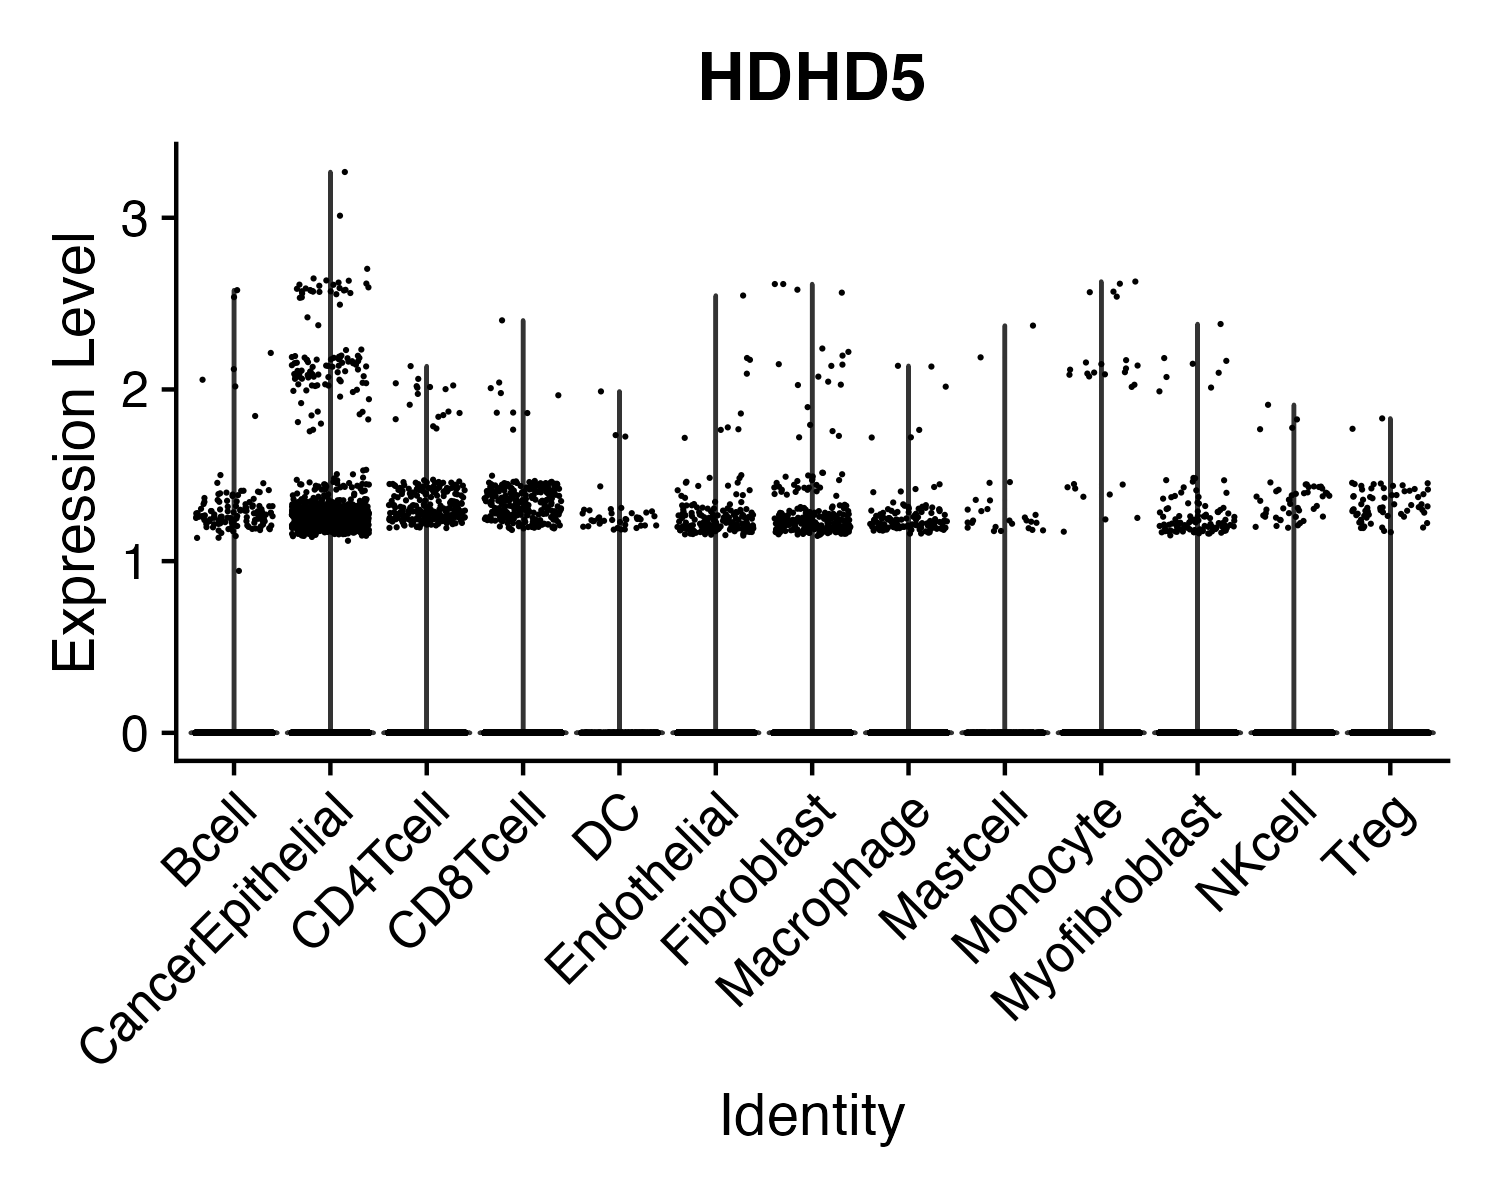 HDHD5
Expression Level
3
2
1
0
Bcell
CancerEpithelial
CD4Tcell
CD8Tcell
DC
Endothelial
Fibroblast
Macrophage
Mastcell
Monocyte
Myofibroblast
NKcell
Treg
Identity